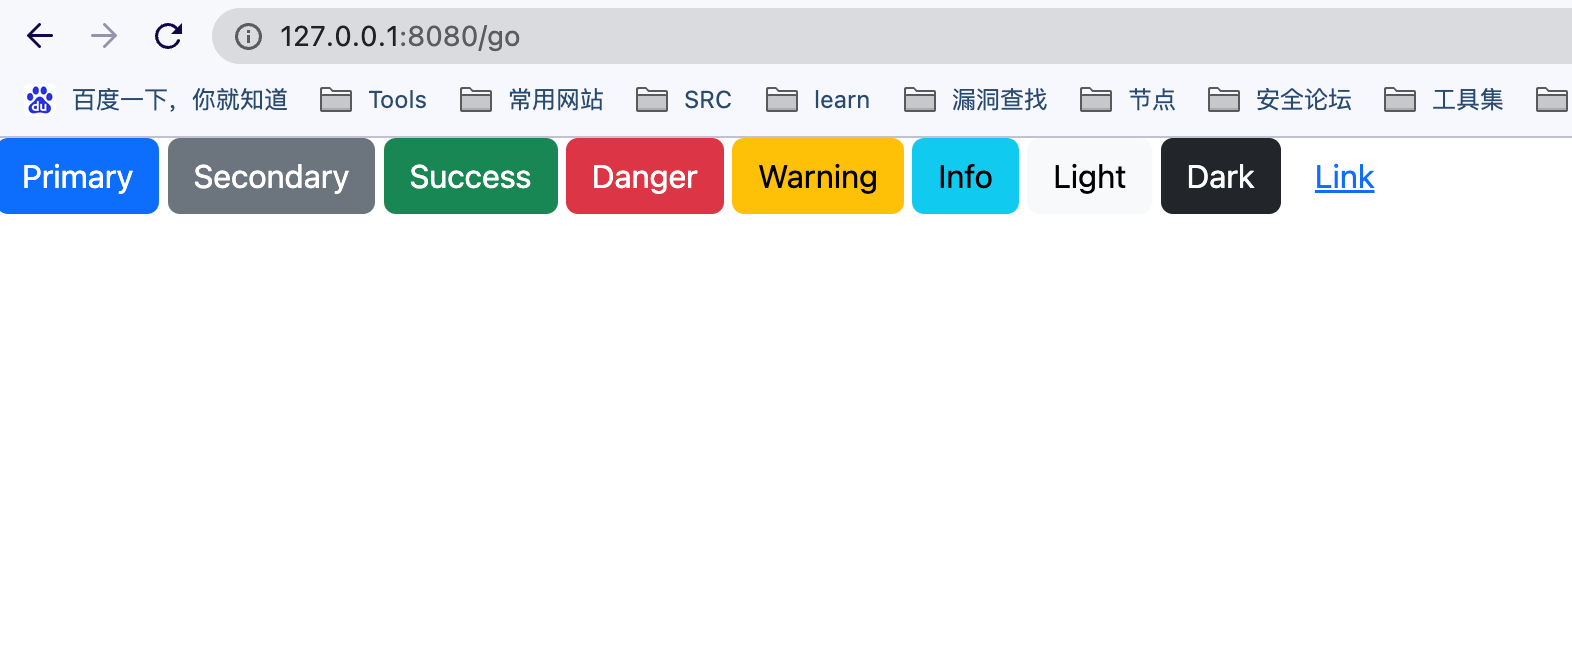 127.0.0.1:8080/go
du 百度一下，你就知道 Tools 常用网站 SRC learn 漏洞查找 节点 安全论坛 工具集
Primary Secondary Success Danger Warning Info Light Dark Link